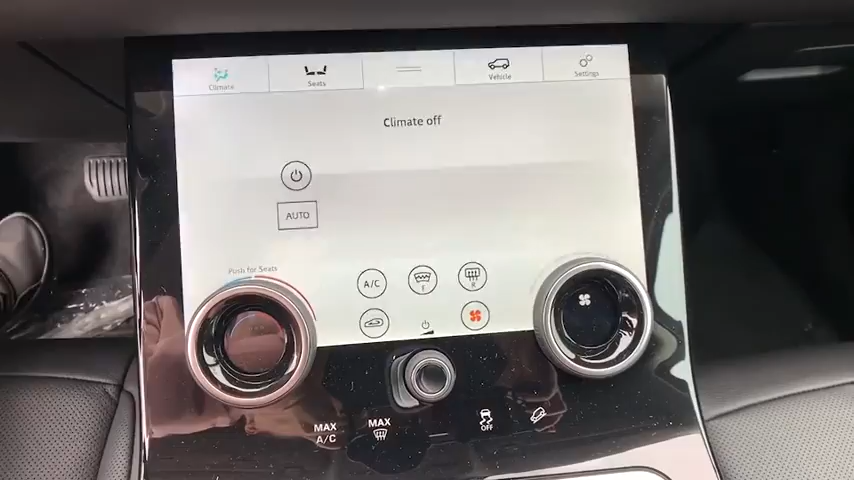 Climate
Seats
Vehicle
Settings
Climate off
AUTO
Push for Seats
A/C
F
R
MAX
A/C
MAX
OFF